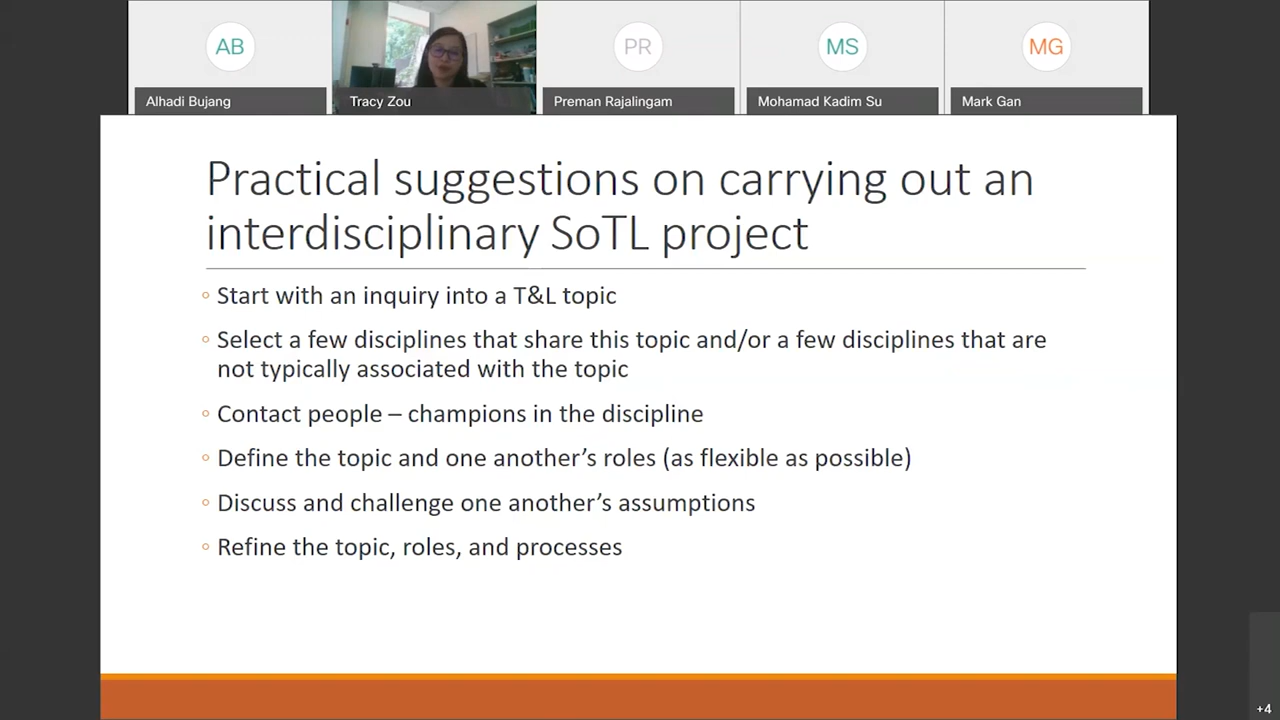 AB
PR
MS
MG
Alhadi Bujang
Tracy Zou
Preman Rajalingam
Mohamad Kadim Su
Mark Gan
Practical suggestions on carrying out an
interdisciplinary SoTL project
◦ Start with an inquiry into a T&L topic
◦ Select a few disciplines that share this topic and/or a few disciplines that are
not typically associated with the topic
◦ Contact people – champions in the discipline
◦ Define the topic and one another’s roles (as flexible as possible)
◦ Discuss and challenge one another’s assumptions
◦ Refine the topic, roles, and processes
+4